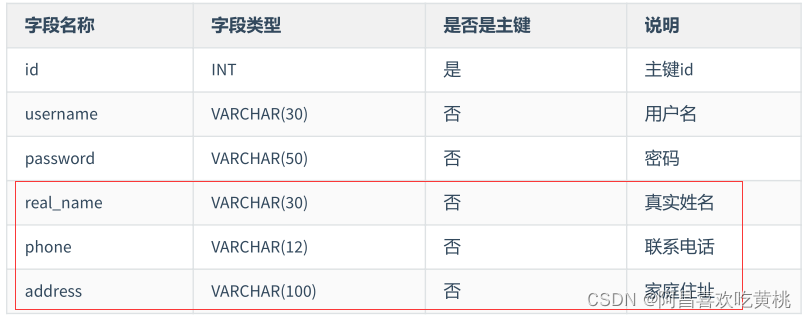 字段名称 字段类型 是否是主键 说明
id INT 是 主键id
username VARCHAR(30) 否 用户名
password VARCHAR(50) 否 密码
real_name VARCHAR(30) 否 真实姓名
phone VARCHAR(12) 否 联系电话
address VARCHAR(100) 否 家庭住址
CSDN @阿昌喜欢吃黄桃